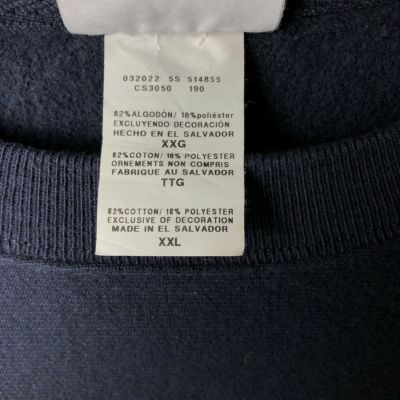 032022 5S 514855
CS3050 190
82%ALGODÓN/ 18%poliéster
EXCLUYENDO DECORACIÓN
HECHO EN EL SALVADOR
XXG
82%COTON/ 18% POLYESTER
ORNEMENTS NON COMPRIS
FABRIQUE AU SALVADOR
TTG
82%COTTON/ 18% POLYESTER
EXCLUSIVE OF DECORATION
MADE IN EL SALVADOR
XXL